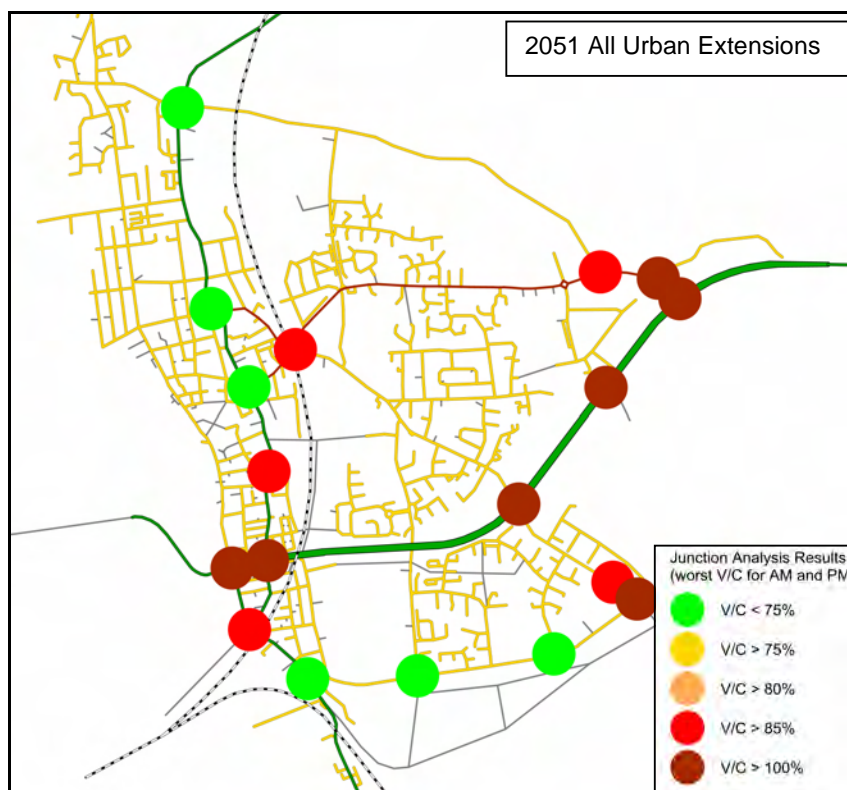 2051 All Urban Extensions
Junction Analysis Results
(worst V/C for AM and PM
V/C < 75%
V/C > 75%
V/C > 80%
V/C > 85%
V/C > 100%